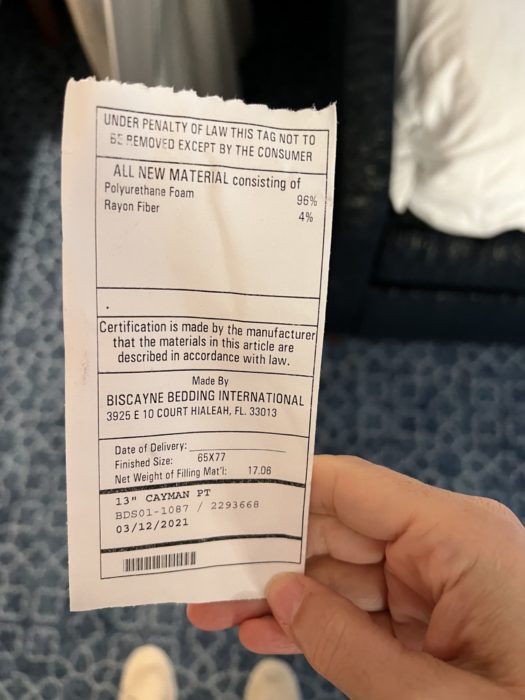 UNDER PENALTY OF LAW THIS TAG NOT TO
BE REMOVED EXCEPT BY THE CONSUMER
ALL NEW MATERIAL consisting of
Polyurethane Foam 96%
Rayon Fiber 4%
Certification is made by the manufacturer
that the materials in this article are
described in accordance with law.
Made By
BISCAYNE BEDDING INTERNATIONAL
3925 E 10 COURT HIALEAH, FL. 33013
Date of Delivery:
Finished Size: 65X77
Net Weight of Filling Mat'l: 17.06
13" CAYMAN PT
BDS01-1087 / 2293668
03/12/2021